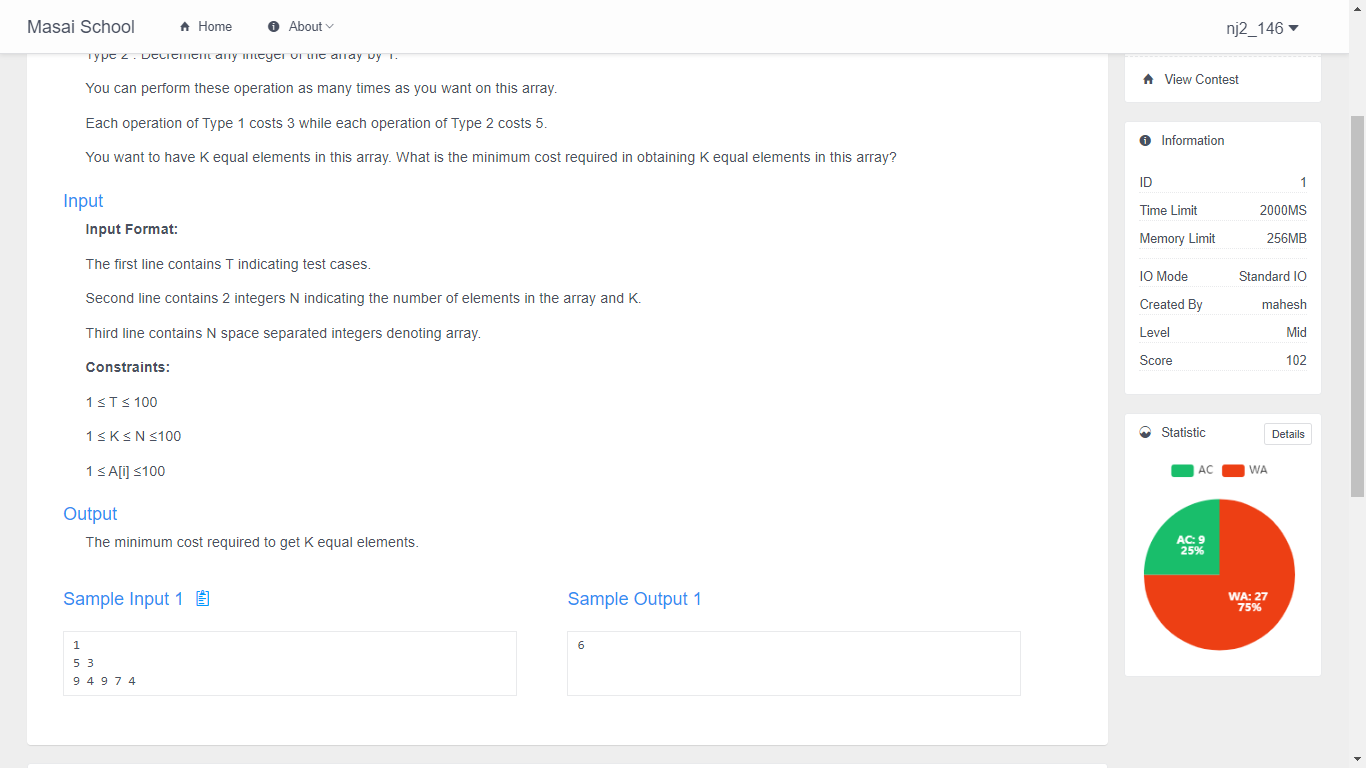 Masai School
Home
About
nj2_146
Type 2 : Decrement any integer of the array by 1.
You can perform these operation as many times as you want on this array.
Each operation of Type 1 costs 3 while each operation of Type 2 costs 5.
You want to have K equal elements in this array. What is the minimum cost required in obtaining K equal elements in this array?
Input
Input Format:
The first line contains T indicating test cases.
Second line contains 2 integers N indicating the number of elements in the array and K.
Third line contains N space separated integers denoting array.
Constraints:
1 ≤ T ≤ 100
1 ≤ K ≤ N ≤100
1 ≤ A[i] ≤100
Output
The minimum cost required to get K equal elements.
Sample Input 1
1
5 3
9 4 9 7 4
Sample Output 1
6
View Contest
Information
ID 1
Time Limit 2000MS
Memory Limit 256MB
IO Mode Standard IO
Created By mahesh
Level Mid
Score 102
Statistic
Details
AC WA
AC: 9
25%
WA: 27
75%